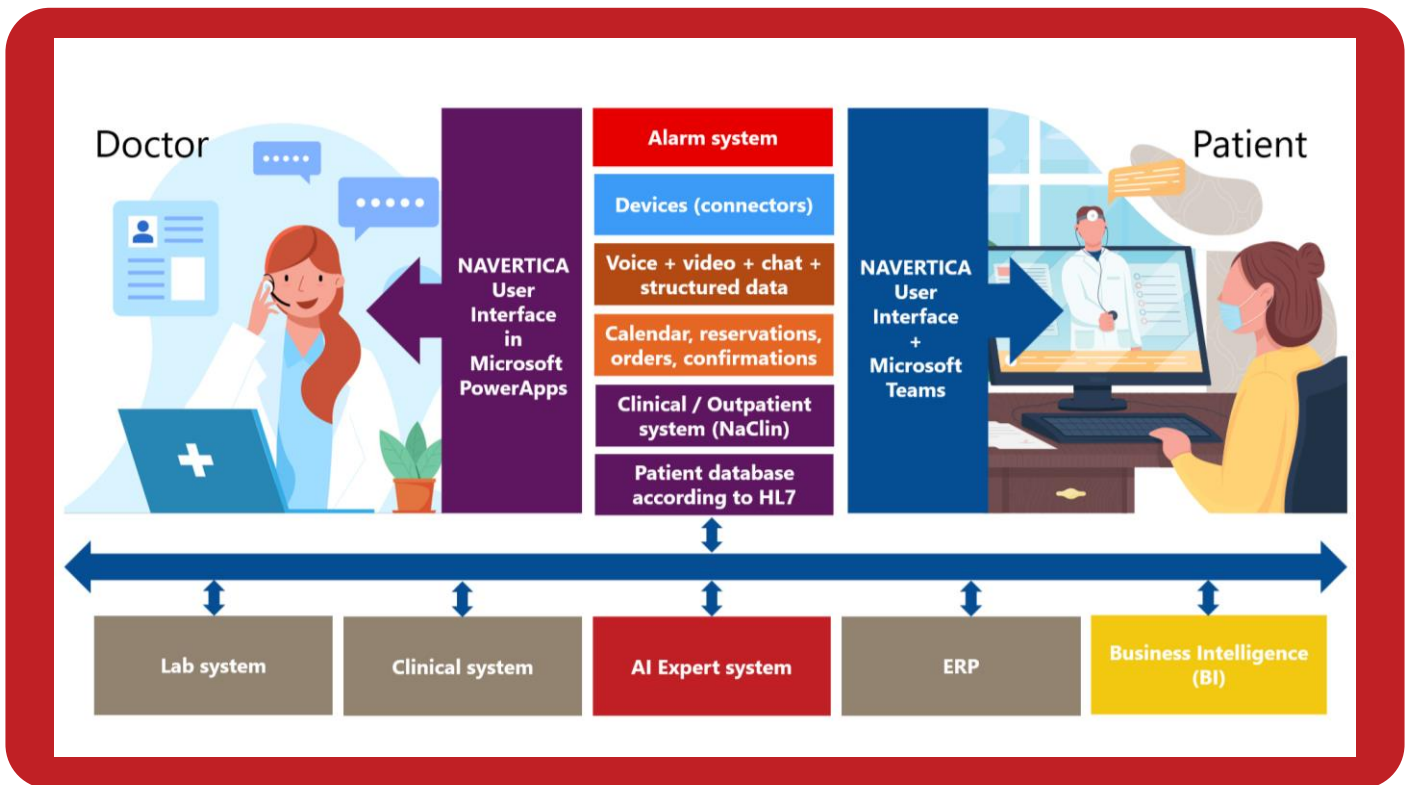 Doctor
Patient
NAVERTICA
User
Interface
in
Microsoft
PowerApps
Alarm system
Devices (connectors)
Voice + video + chat +
structured data
Calendar, reservations,
orders, confirmations
Clinical / Outpatient
system (NaClin)
Patient database
according to HL7
NAVERTICA
User
Interface
+
Microsoft
Teams
Lab system
Clinical system
AI Expert system
ERP
Business Intelligence
(BI)